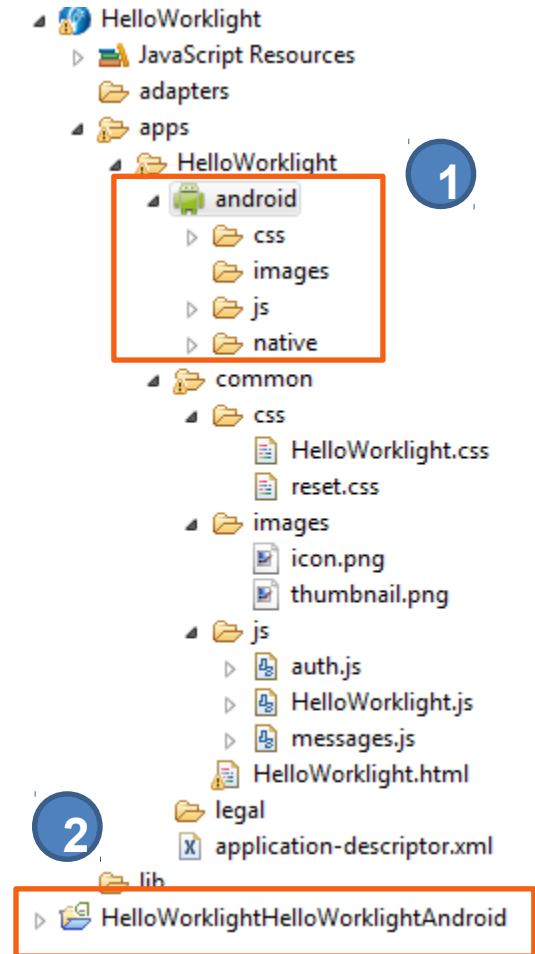 HelloWorklight
JavaScript Resources
adapters
apps
HelloWorklight
1
android
css
images
js
native
common
css
HelloWorklight.css
reset.css
images
icon.png
thumbnail.png
js
auth.js
HelloWorklight.js
messages.js
HelloWorklight.html
legal
2
application-descriptor.xml
lib
HelloWorklightHelloWorklightAndroid